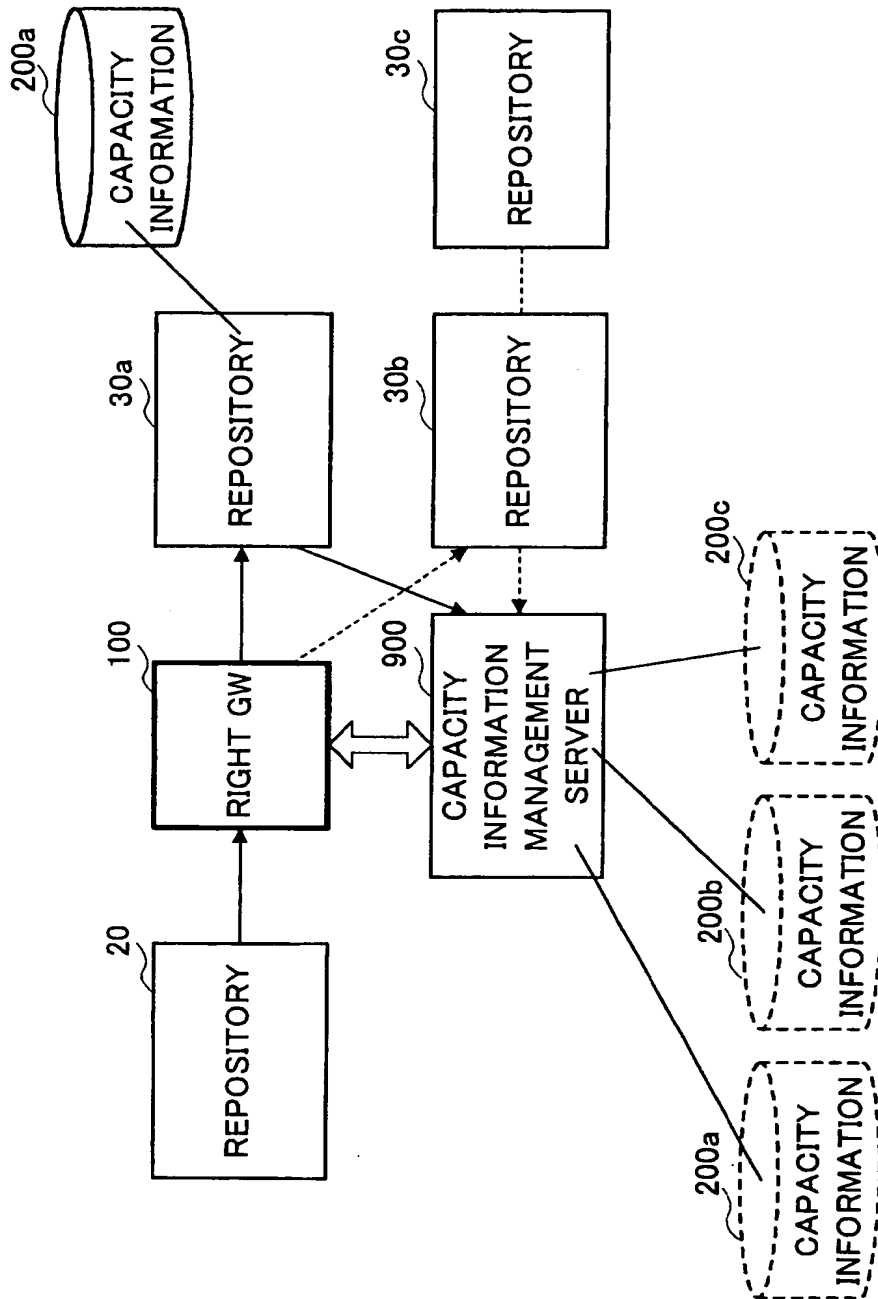 20
REPOSITORY
100
RIGHT GW
30a
REPOSITORY
200a
CAPACITY
INFORMATION
900
CAPACITY
INFORMATION
MANAGEMENT
SERVER
30b
REPOSITORY
30c
REPOSITORY
200a
CAPACITY
INFORMATION
200b
CAPACITY
INFORMATION
200c
CAPACITY
INFORMATION